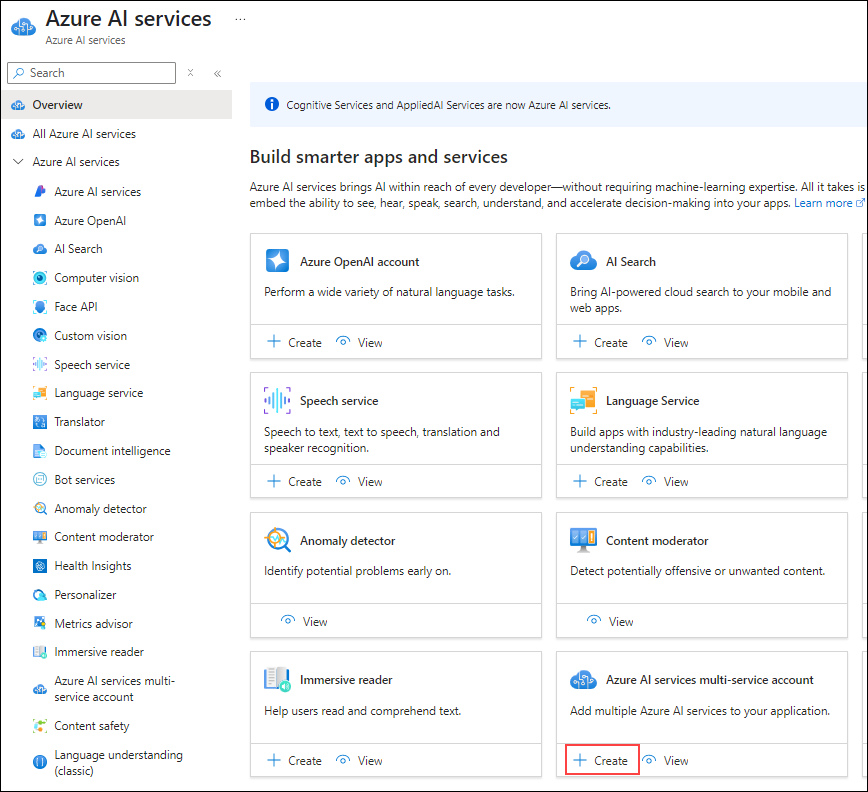 Azure AI services
...
Azure AI services
Search
Overview
All Azure AI services
Azure AI services
Azure AI services
Azure OpenAI
AI Search
Computer vision
Face API
Custom vision
Speech service
Language service
Translator
Document intelligence
Bot services
Anomaly detector
Content moderator
Health Insights
Personalizer
Metrics advisor
Immersive reader
Azure AI services multi-
service account
Content safety
Language understanding
(classic)
Cognitive Services and AppliedAI Services are now Azure AI services.
Build smarter apps and services
Azure AI services brings AI within reach of every developer—without requiring machine-learning expertise. All it takes is
embed the ability to see, hear, speak, search, understand, and accelerate decision-making into your apps. Learn more
Azure OpenAI account
Perform a wide variety of natural language tasks.
Create View
AI Search
Bring AI-powered cloud search to your mobile and
web apps.
Create View
Speech service
Speech to text, text to speech, translation and
speaker recognition.
Create View
Language Service
Build apps with industry-leading natural language
understanding capabilities.
Create View
Anomaly detector
Identify potential problems early on.
View
Content moderator
Detect potentially offensive or unwanted content.
View
Immersive reader
Help users read and comprehend text.
Create View
Azure AI services multi-service account
Add multiple Azure AI services to your application.
Create View